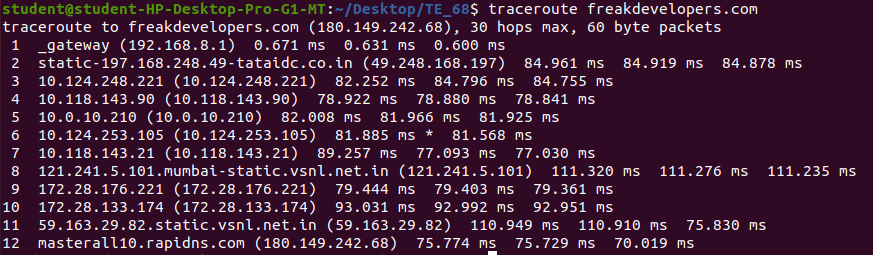 student@student-HP-Desktop-Pro-G1-MT:~/Desktop/TE_68$ traceroute freakdevelopers.com
traceroute to freakdevelopers.com (180.149.242.68), 30 hops max, 60 byte packets
1 _gateway (192.168.8.1) 0.671 ms 0.631 ms 0.600 ms
2 static-197.168.248.49-tataidc.co.in (49.248.168.197) 84.961 ms 84.919 ms 84.878 ms
3 10.124.248.221 (10.124.248.221) 82.252 ms 84.796 ms 84.755 ms
4 10.118.143.90 (10.118.143.90) 78.922 ms 78.880 ms 78.841 ms
5 10.0.10.210 (10.0.10.210) 82.008 ms 81.966 ms 81.925 ms
6 10.124.253.105 (10.124.253.105) 81.885 ms * 81.568 ms
7 10.118.143.21 (10.118.143.21) 89.257 ms 77.093 ms 77.030 ms
8 121.241.5.101.mumbai-static.vsnl.net.in (121.241.5.101) 111.320 ms 111.276 ms 111.235 ms
9 172.28.176.221 (172.28.176.221) 79.444 ms 79.403 ms 79.361 ms
10 172.28.133.174 (172.28.133.174) 93.031 ms 92.992 ms 92.951 ms
11 59.163.29.82.static.vsnl.net.in (59.163.29.82) 110.949 ms 110.910 ms 75.830 ms
12 masterall10.rapidns.com (180.149.242.68) 75.774 ms 75.729 ms 70.019 ms